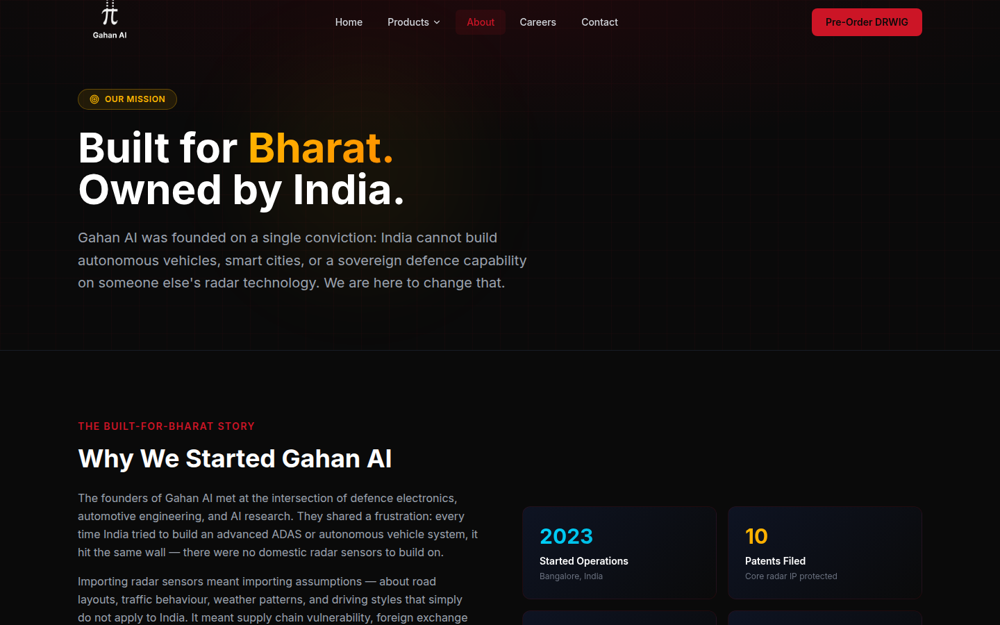 π
Gahan AI
Home
Products
About
Careers
Contact
Pre-Order DRWIG
OUR MISSION
Built for Bharat.
Owned by India.
Gahan AI was founded on a single conviction: India cannot build
autonomous vehicles, smart cities, or a sovereign defence capability
on someone else's radar technology. We are here to change that.
THE BUILT-FOR-BHARAT STORY
Why We Started Gahan AI
The founders of Gahan AI met at the intersection of defence electronics,
automotive engineering, and AI research. They shared a frustration: every
time India tried to build an advanced ADAS or autonomous vehicle system, it
hit the same wall — there were no domestic radar sensors to build on.
Importing radar sensors meant importing assumptions — about road
layouts, traffic behaviour, weather patterns, and driving styles that simply
do not apply to India. It meant supply chain vulnerability, foreign exchange
2023
Started Operations
Bangalore, India
10
Patents Filed
Core radar IP protected